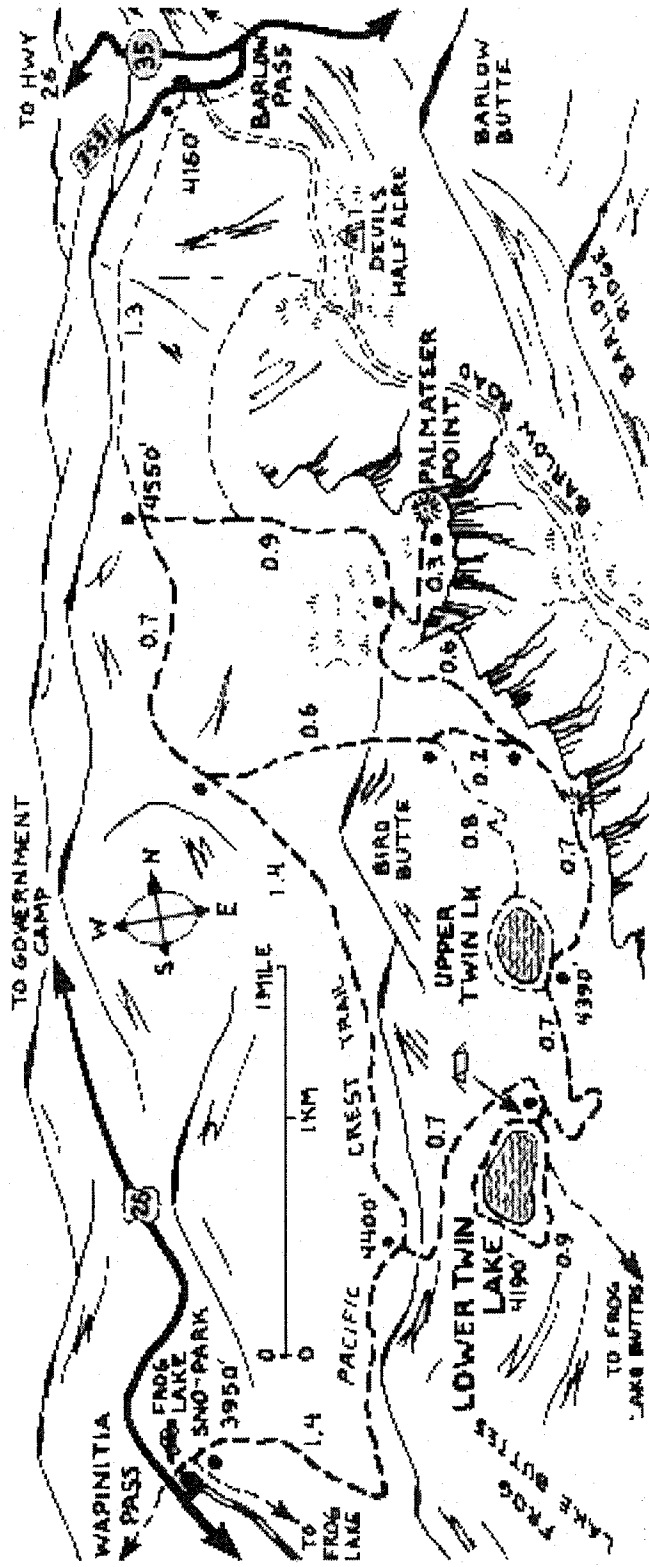 TO HWY
26
35
3531
BARLOW
PASS
4160'
1.3
DEVILS
HALF ACRE
BARLOW
BUTTE
BARLOW
RIDGE
BARLOW ROAD
PALMATEER
POINT
4550'
0.9
0.3
0.7
0.6
0.6
0.2
0.8
0.7
TO GOVERNMENT
CAMP
N
W
E
S
1.4
BIRD
BUTTE
UPPER
TWIN LK
4390'
0.7
1 MILE
1 KM
0
0
PACIFIC CREST TRAIL
0.7
26
4400'
LOWER TWIN
LAKE
4190'
0.9
TO FROG
LAKE BUTTES
WAPINITIA
PASS
FROG
LAKE
SNO-PARK
3950'
1.4
TO
FROG
LAKE
FROG
LAKE BUTTES